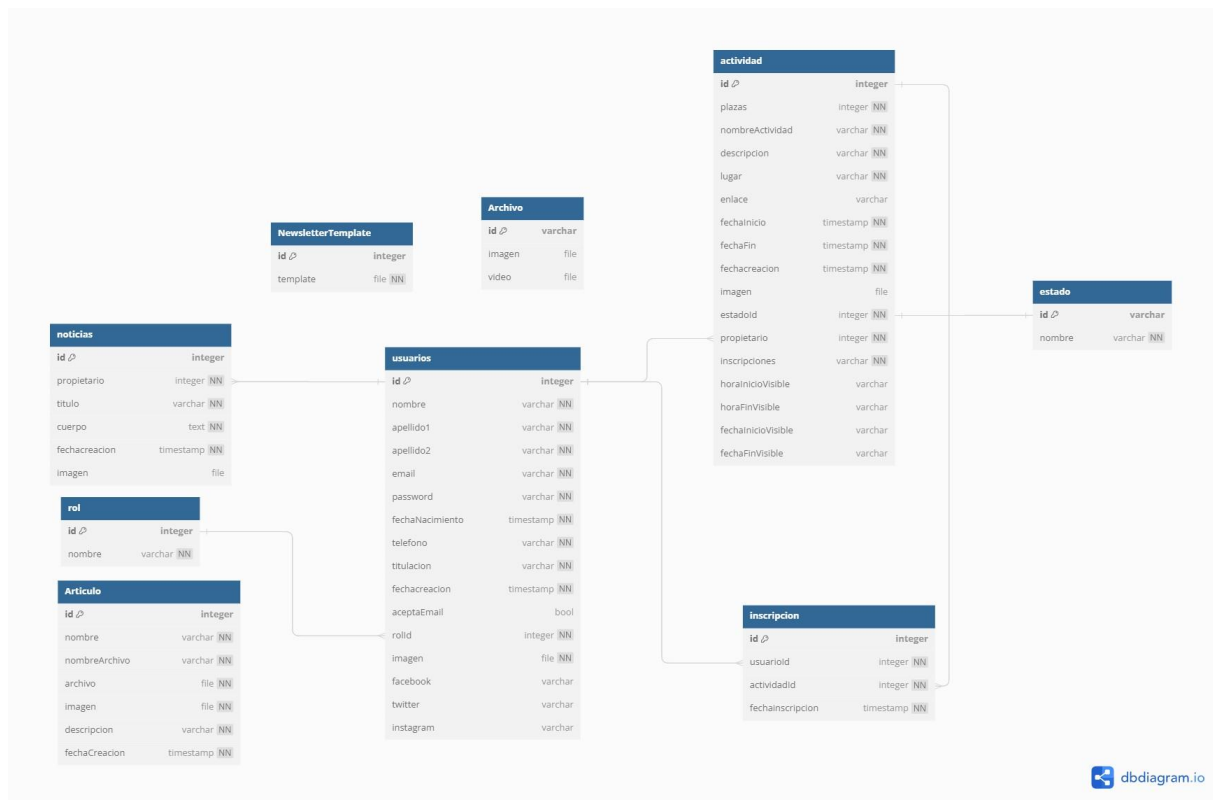 actividad
id integer
plazas integer NN
nombreActividad varchar NN
descripcion varchar NN
lugar varchar NN
enlace varchar
fechaInicio timestamp NN
fechaFin timestamp NN
fechacreacion timestamp NN
imagen file
estadoId integer NN
propietario integer NN
inscripciones varchar NN
horaInicioVisible varchar
horaFinVisible varchar
fechaInicioVisible varchar
fechaFinVisible varchar
Archivo
id varchar
imagen file
video file
NewsletterTemplate
id integer
template file NN
estado
id varchar
nombre varchar NN
noticias
id integer
propietario integer NN
titulo varchar NN
cuerpo text NN
fechacreacion timestamp NN
imagen file
usuarios
id integer
nombre varchar NN
apellido1 varchar NN
apellido2 varchar NN
email varchar NN
password varchar NN
fechaNacimiento timestamp NN
telefono varchar NN
titulacion varchar NN
fechacreacion timestamp NN
aceptaEmail bool
rolId integer NN
imagen file NN
facebook varchar
twitter varchar
instagram varchar
rol
id integer
nombre varchar NN
Articulo
id integer
nombre varchar NN
nombreArchivo varchar NN
archivo file NN
imagen file NN
descripcion varchar NN
fechaCreacion timestamp NN
inscripcion
id integer
usuarioId integer NN
actividadId integer NN
fechainscripcion timestamp NN
dbdiagram.io